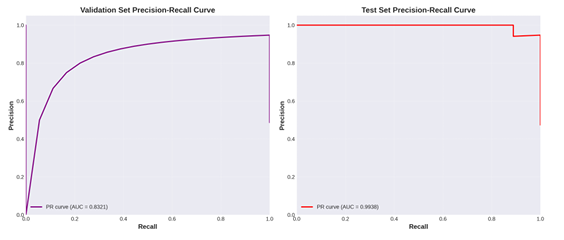 Validation Set Precision-Recall Curve
Precision
1.0
0.8
0.6
0.4
0.2
0.0
PR curve (AUC = 0.8321)
0.0 0.2 0.4 0.6 0.8 1.0
Recall
Test Set Precision-Recall Curve
Precision
1.0
0.8
0.6
0.4
0.2
0.0
PR curve (AUC = 0.9938)
0.0 0.2 0.4 0.6 0.8 1.0
Recall